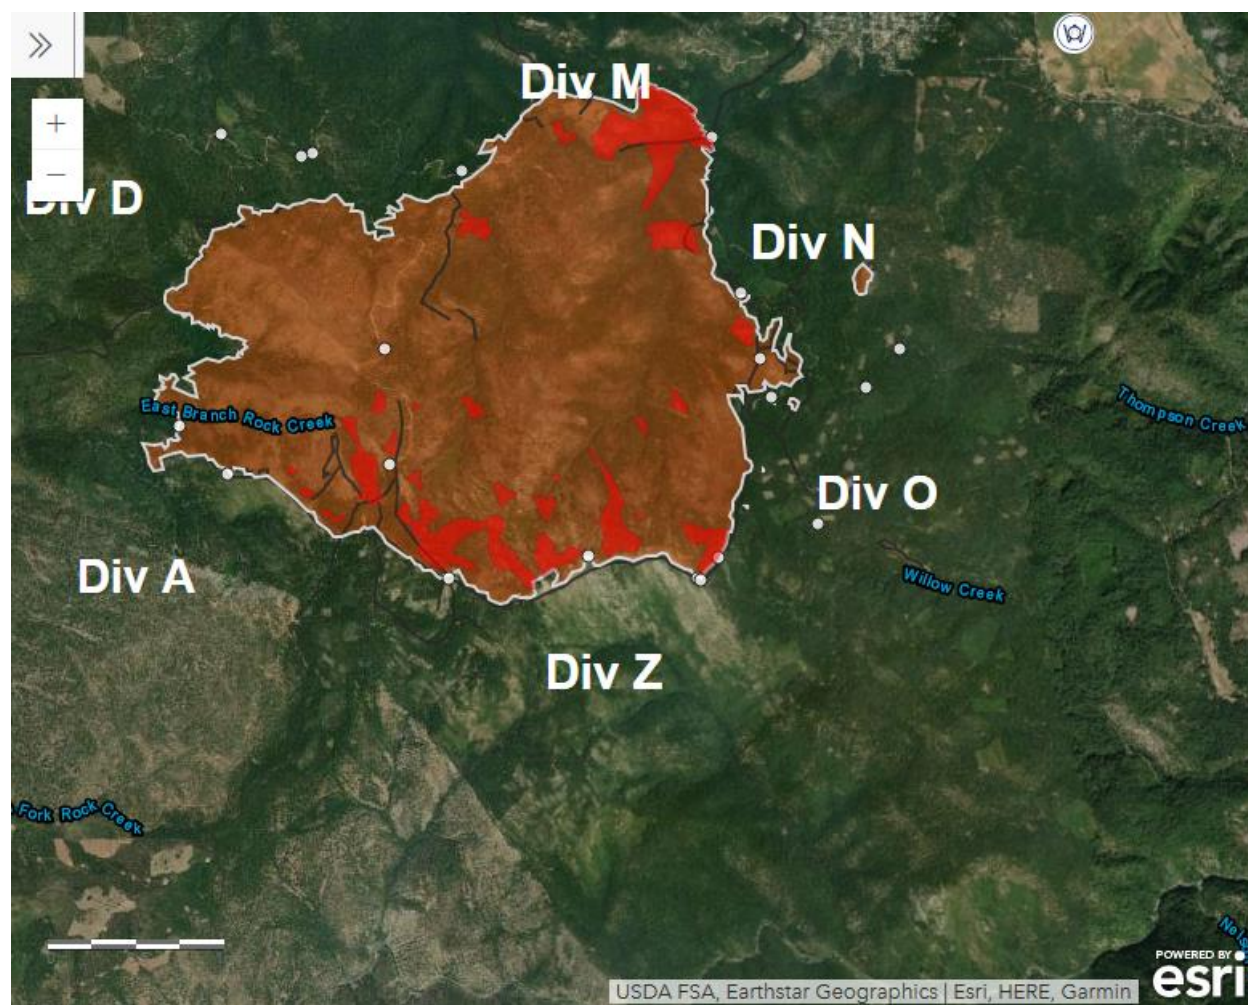 Div M
Div D
Div N
East Branch Rock Creek
Thompson Creek
Div O
Div A
Willow Creek
Div Z
Fork Rock Creek
POWERED BY
esri
USDA FSA, Earthstar Geographics | Esri, HERE, Garmin